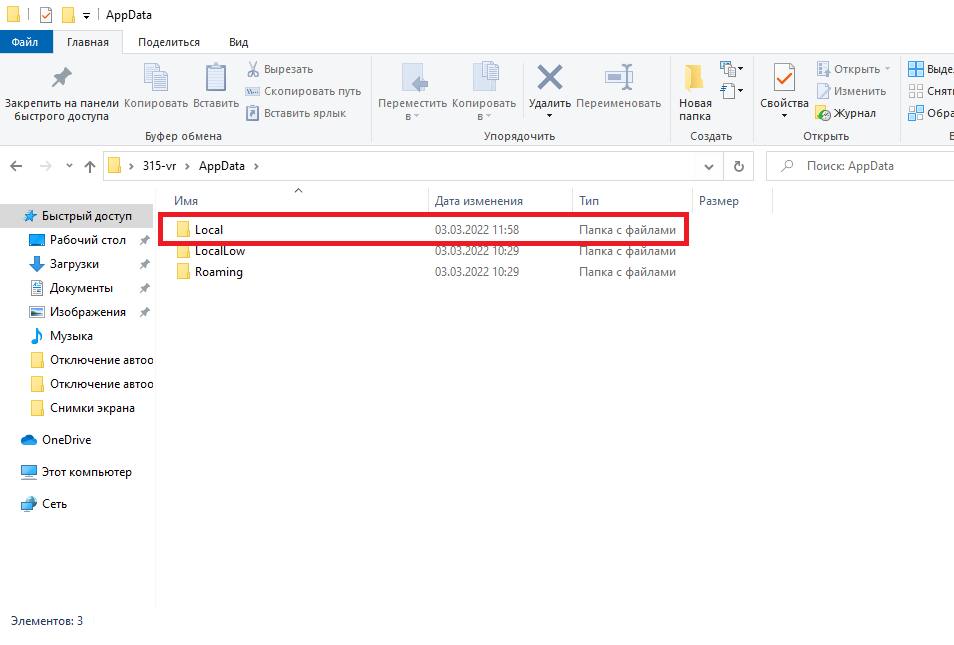 AppData
Файл Главная Поделиться Вид
Закрепить на панели быстрого доступа
Копировать
Вставить
Вырезать
Скопировать путь
Вставить ярлык
Буфер обмена
Переместить в
Копировать в
Удалить
Переименовать
Упорядочить
Новая папка
Создать
Свойства
Открыть
Изменить
Журнал
Открыть
Выде
Снят
Обра
315-vr AppData
Поиск: AppData
Имя Дата изменения Тип Размер
Local 03.03.2022 11:58 Папка с файлами
LocalLow 03.03.2022 10:29 Папка с файлами
Roaming 03.03.2022 10:29 Папка с файлами
Быстрый доступ
Рабочий стол
Загрузки
Документы
Изображения
Музыка
Отключение автоо
Отключение автоо
Снимки экрана
OneDrive
Этот компьютер
Сеть
Элементов: 3